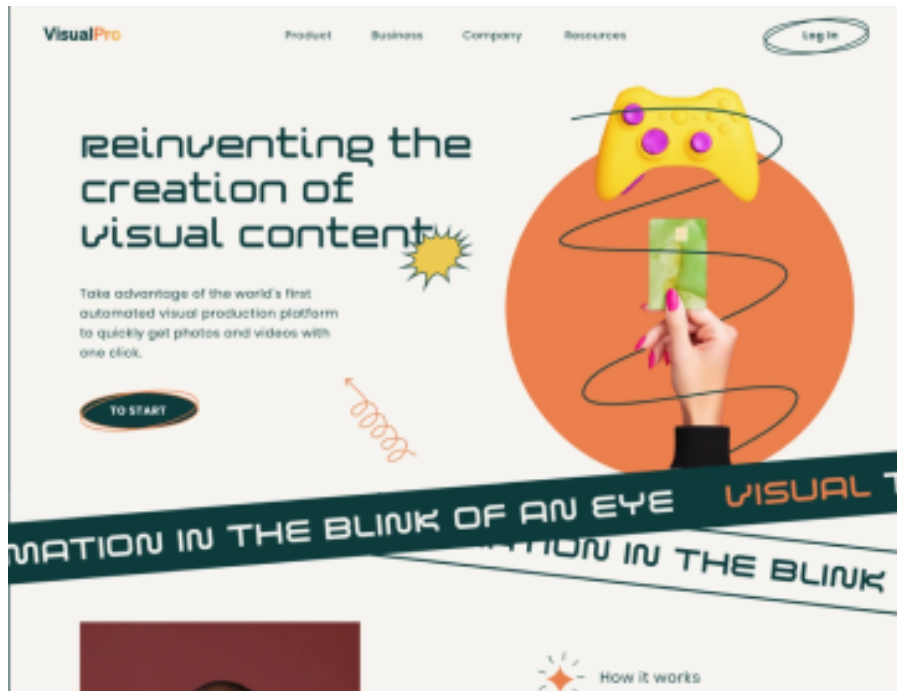 VisualPro
Product Business Company Resources
Log In
Reinventing the
creation of
visual content
Take advantage of the world's first
automated visual production platform
to quickly get photos and videos with
one click.
TO START
MATION IN THE BLINK OF AN EYE VISUAL T
MATION IN THE BLINK
How it works